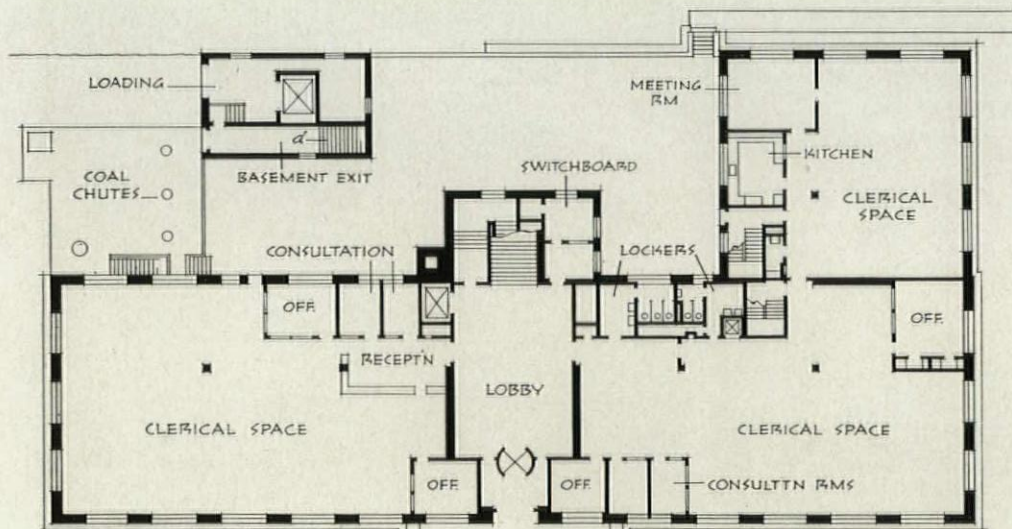 LOADING
MEETING
RM
d
KITCHEN
SWITCHBOARD
COAL
CHUTES
BASEMENT EXIT
CLERICAL
SPACE
CONSULTATION
LOCKERS
OFF.
OFF.
RECEPT'N
LOBBY
CLERICAL SPACE
CLERICAL SPACE
OFF.
OFF.
CONSULTTN RMS